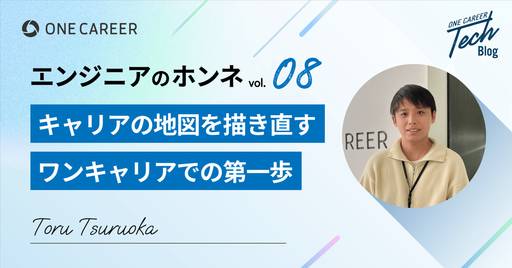 ONE CAREER
ONE CAREER
Tech
Blog
エンジニアのホンネ vol. 08
キャリアの地図を描き直す
ワンキャリアでの第一歩
REER
Toru Tsuruoka